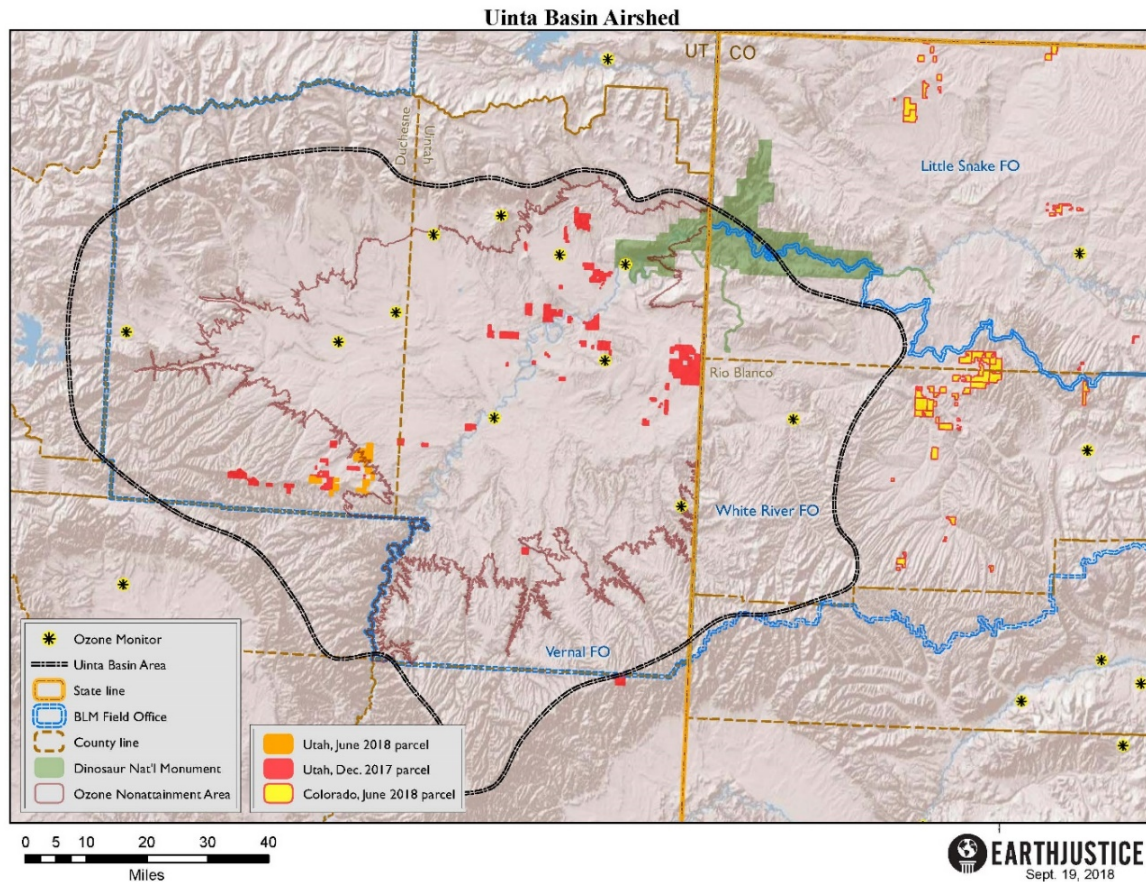 Uinta Basin Airshed
UT CO
Duchesne
Uintah
Little Snake FO
Rio Blanco
White River FO
Vernal FO
Ozone Monitor
Uinta Basin Area
State line
BLM Field Office
County line
Dinosaur Nat'l Monument
Ozone Nonattainment Area
Utah, June 2018 parcel
Utah, Dec. 2017 parcel
Colorado, June 2018 parcel
0 5 10 20 30 40
Miles
EARTHJUSTICE
Sept. 19, 2018